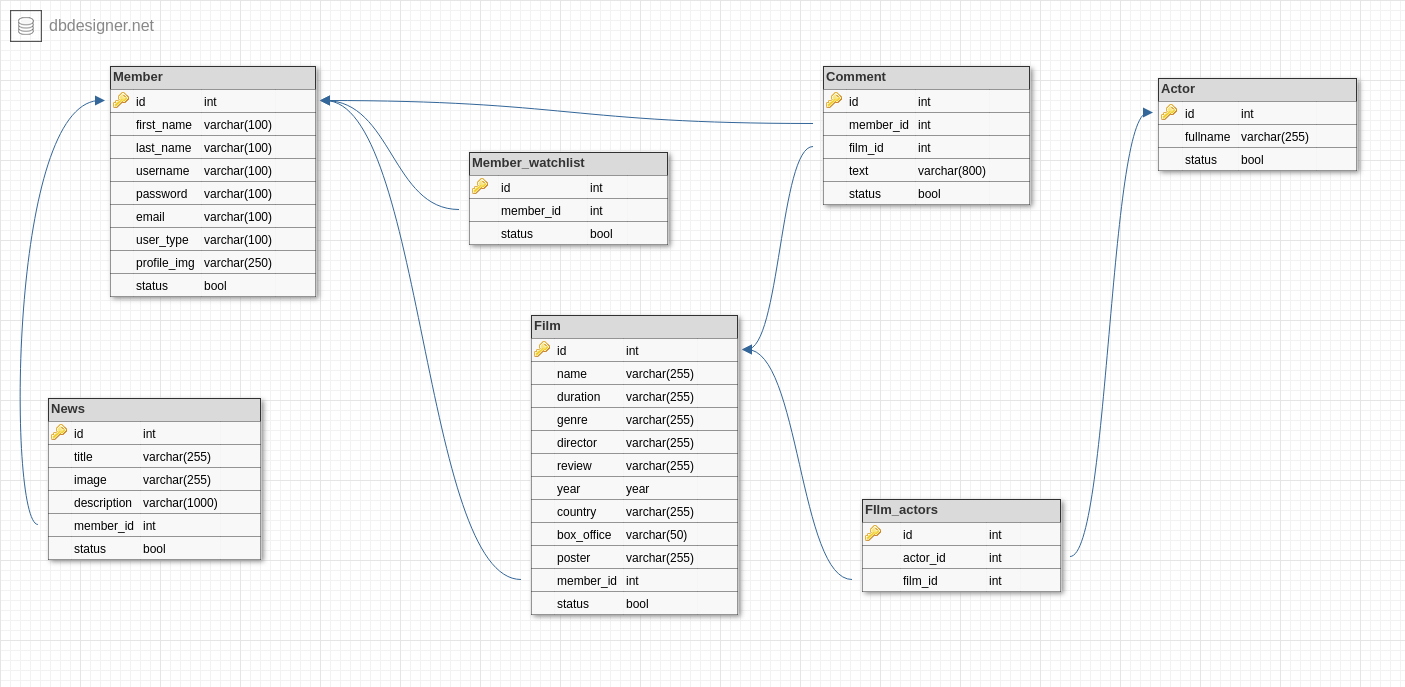 dbdesigner.net
Member
id int
first_name varchar(100)
last_name varchar(100)
username varchar(100)
password varchar(100)
email varchar(100)
user_type varchar(100)
profile_img varchar(250)
status bool
Member_watchlist
id int
member_id int
status bool
Comment
id int
member_id int
film_id int
text varchar(800)
status bool
Actor
id int
fullname varchar(255)
status bool
News
id int
title varchar(255)
image varchar(255)
description varchar(1000)
member_id int
status bool
Film
id int
name varchar(255)
duration varchar(255)
genre varchar(255)
director varchar(255)
review varchar(255)
year year
country varchar(255)
box_office varchar(50)
poster varchar(255)
member_id int
status bool
FIlm_actors
id int
actor_id int
film_id int